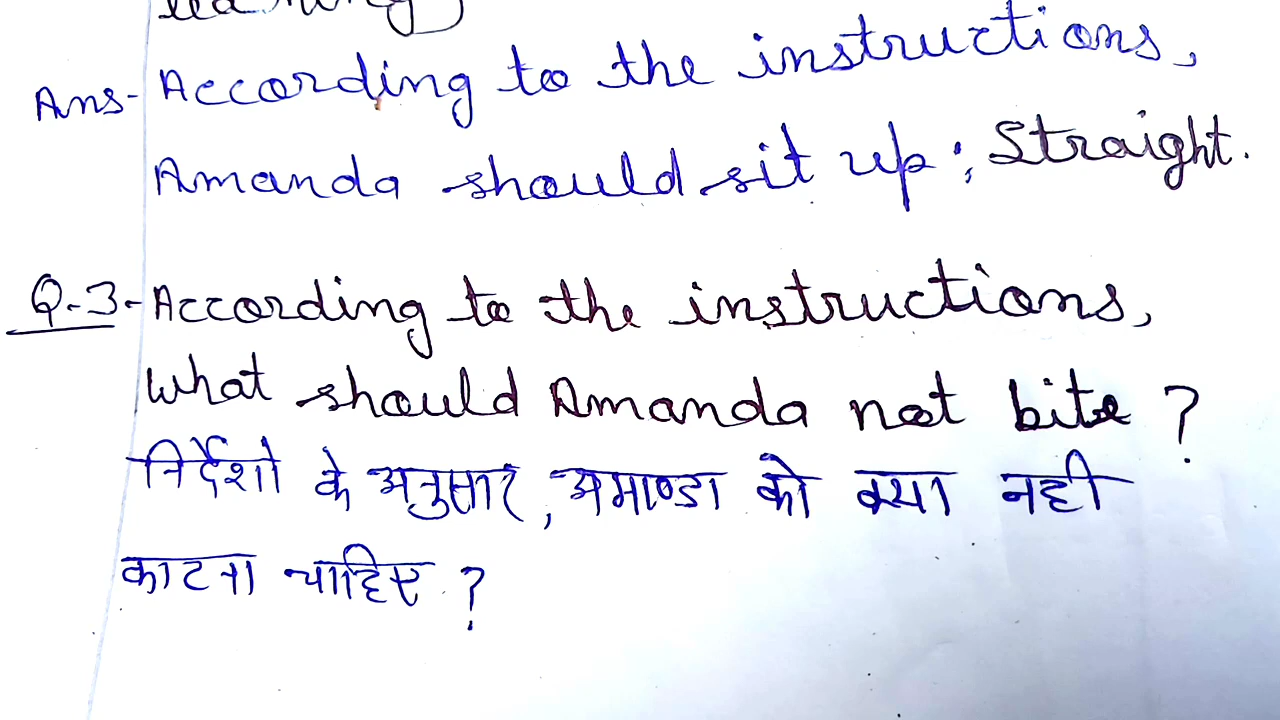 learning)
Ans- According to the instructions,
Amanda should sit up; Straight.
Q.3- According to the instructions,
What should Amanda not bite ?
निर्देशो के अनुसार, अमाण्डा को क्या नही
काटना चाहिए ?